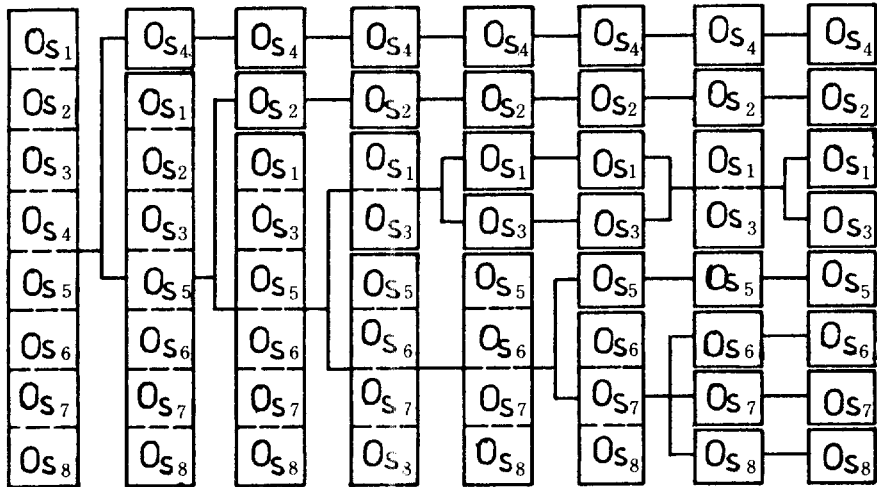 Os1 Os4 Os4 Os4 Os4 Os4 Os4 Os4
Os2 Os1 Os2 Os2 Os2 Os2 Os2 Os2
Os3 Os2 Os1 Os1 Os1 Os1 Os1 Os1
Os4 Os3 Os3 Os3 Os3 Os3 Os3 Os3
Os5 Os5 Os5 Os5 Os5 Os5 Os5 Os5
Os6 Os6 Os6 Os6 Os6 Os6 Os6 Os6
Os7 Os7 Os7 Os7 Os7 Os7 Os7 Os7
Os8 Os8 Os8 Os8 Os8 Os8 Os8 Os8